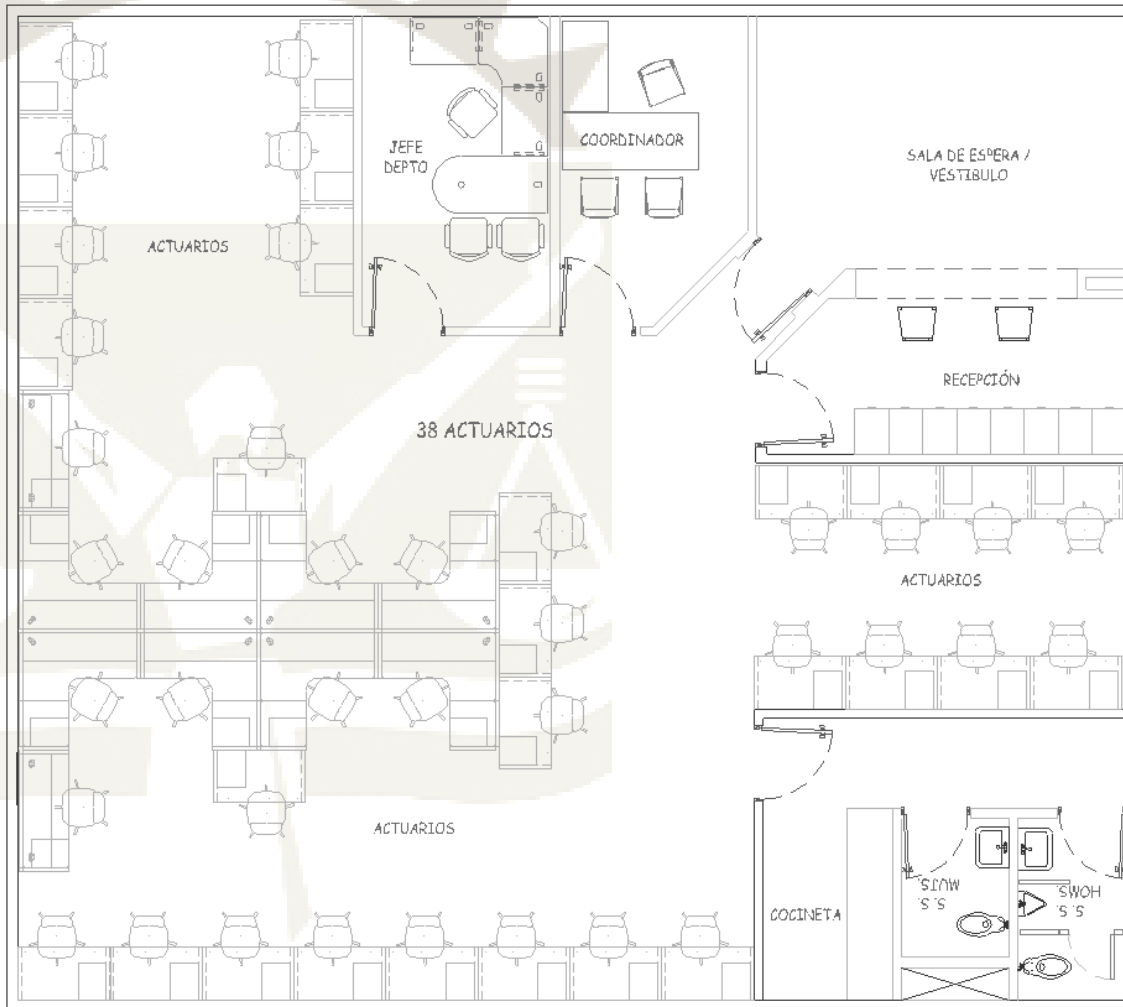 JEFE
DEPTO
COORDINADOR
SALA DE ESPERA /
VESTIBULO
ACTUARIOS
RECEPCIÓN
38 ACTUARIOS
ACTUARIOS
ACTUARIOS
COCINETA
S. S.
MUJS.
S. S.
HOMS.